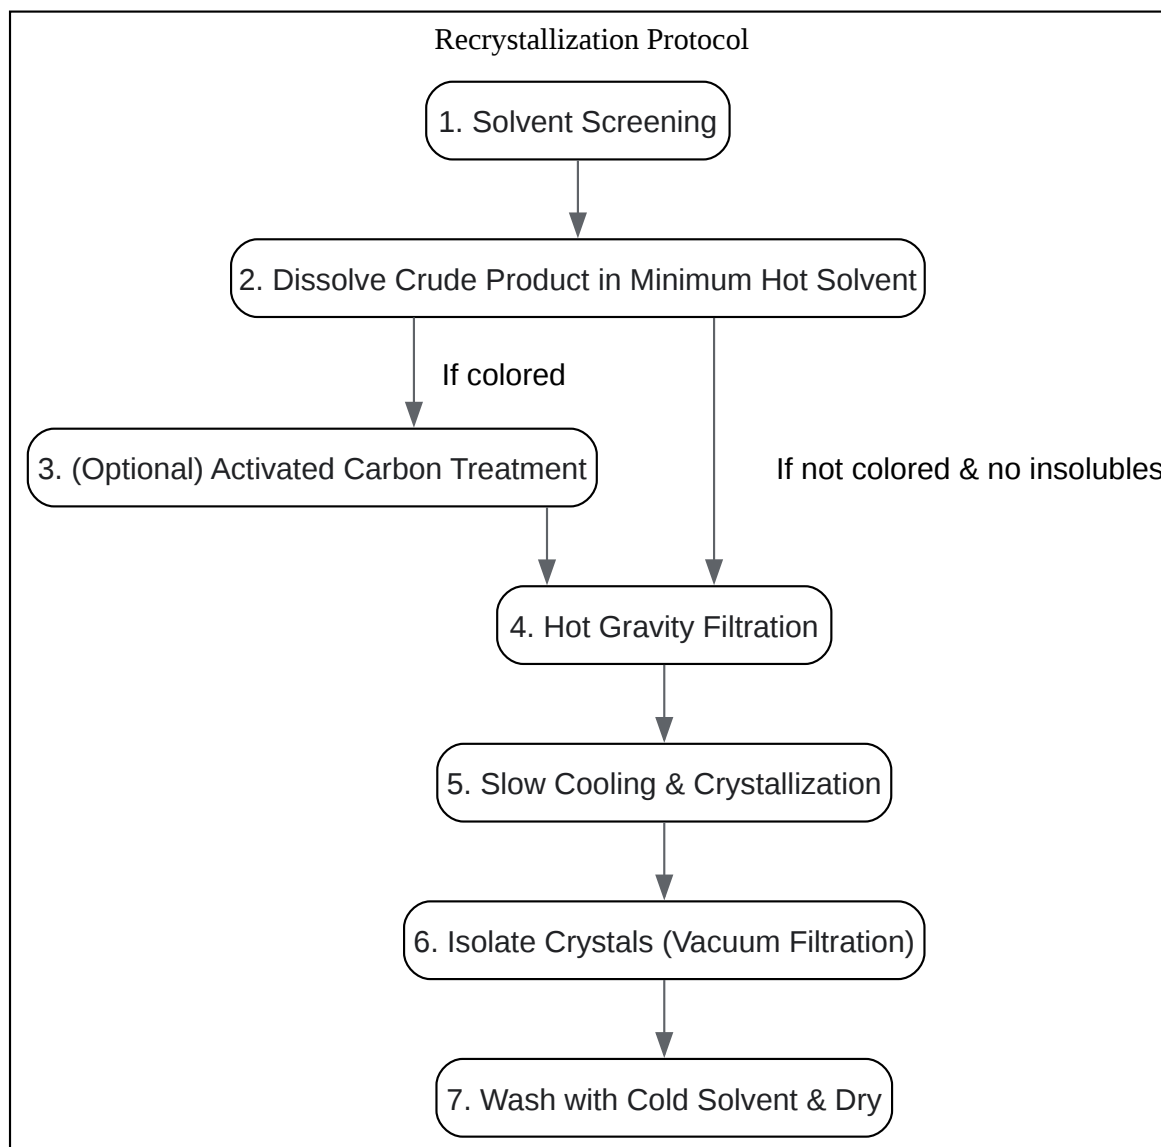 Recrystallization Protocol
1. Solvent Screening
2. Dissolve Crude Product in Minimum Hot Solvent
If colored
3. (Optional) Activated Carbon Treatment
If not colored & no insolubles
4. Hot Gravity Filtration
5. Slow Cooling & Crystallization
6. Isolate Crystals (Vacuum Filtration)
7. Wash with Cold Solvent & Dry